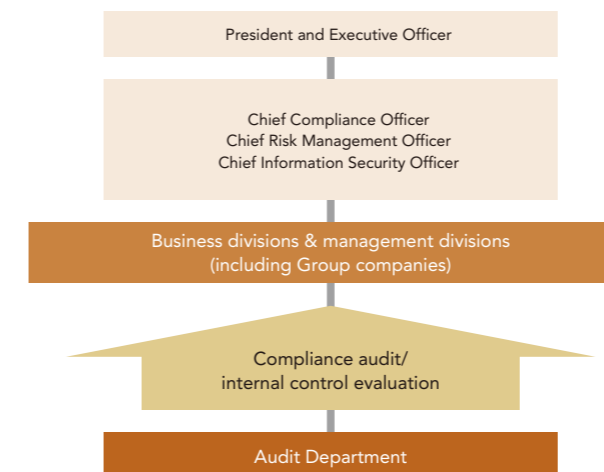 President and Executive Officer
Chief Compliance Officer
Chief Risk Management Officer
Chief Information Security Officer
Business divisions & management divisions
(including Group companies)
Compliance audit/
internal control evaluation
Audit Department